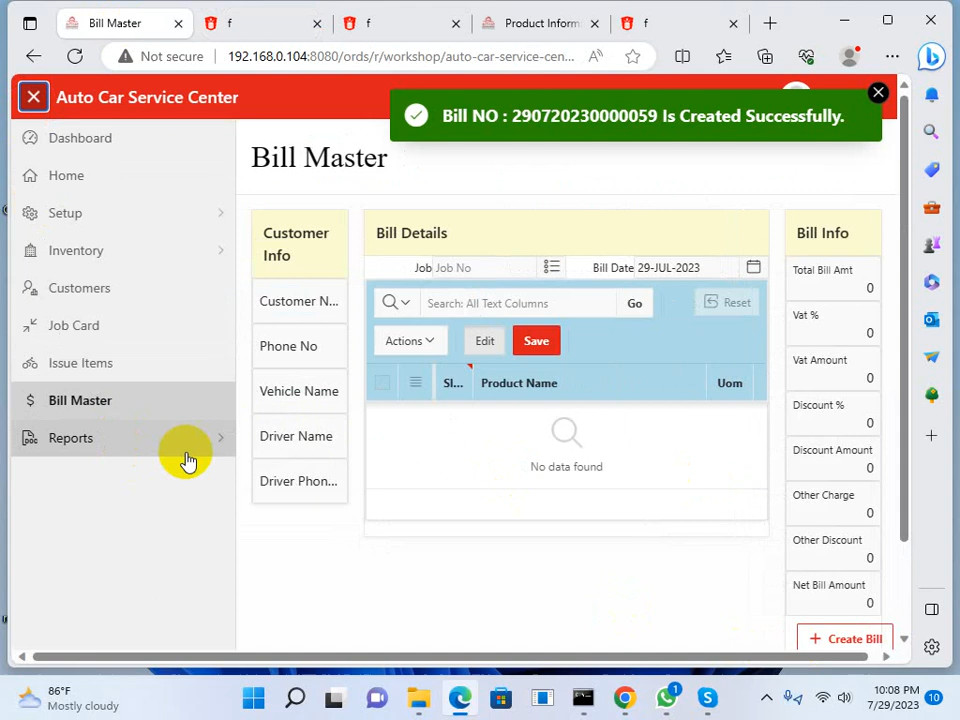 Bill Master
f
f
Product Inform
f
Not secure
192.168.0.104:8080/ords/r/workshop/auto-car-service-cen...
Auto Car Service Center
Bill NO : 290720230000059 Is Created Successfully.
Dashboard
Home
Setup
Inventory
Customers
Job Card
Issue Items
Bill Master
Reports
Bill Master
Customer
Info
Customer N...
Phone No
Vehicle Name
Driver Name
Driver Phon...
Bill Details
Job Job No
Bill Date 29-JUL-2023
Search: All Text Columns
Go
Reset
Actions
Edit
Save
Sl...
Product Name
Uom
No data found
Bill Info
Total Bill Amt
0
Vat %
0
Vat Amount
0
Discount %
0
Discount Amount
0
Other Charge
0
Other Discount
0
Net Bill Amount
0
+ Create Bill
86°F
Mostly cloudy
1
10:08 PM
7/29/2023